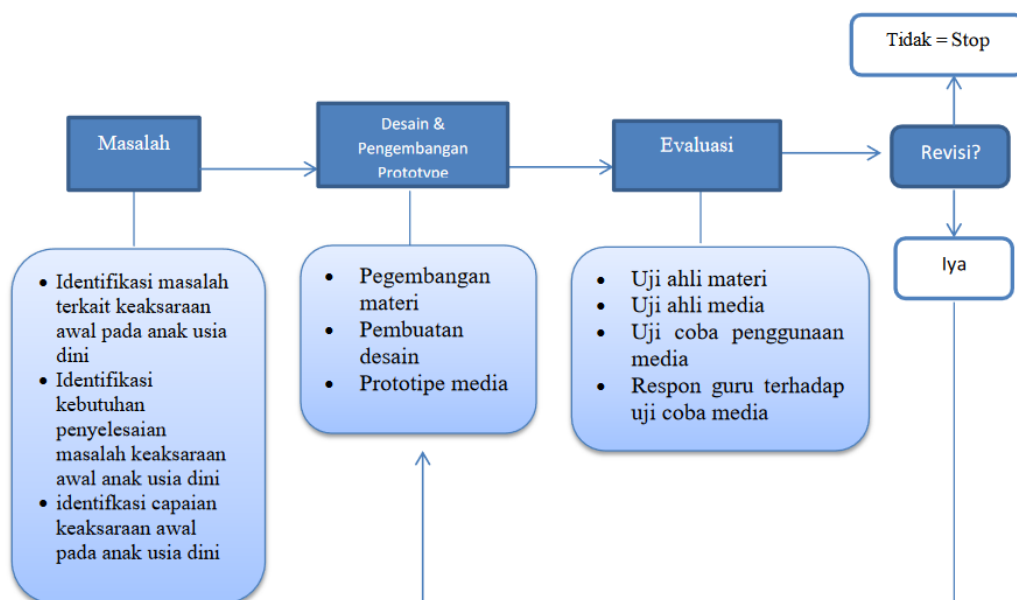 Tidak = Stop
Masalah
Desain &
Pengembangan
Prototype
Evaluasi
Revisi?
Iya
• Identifikasi masalah
terkait keaksaraan
awal pada anak usia
dini
• Identifikasi
kebutuhan
penyelesaian
masalah keaksaraan
awal anak usia dini
• identifkasi capaian
keaksaraan awal
pada anak usia dini
• Pegembangan
materi
• Pembuatan
desain
• Prototipe media
• Uji ahli materi
• Uji ahli media
• Uji coba penggunaan
media
• Respon guru terhadap
uji coba media